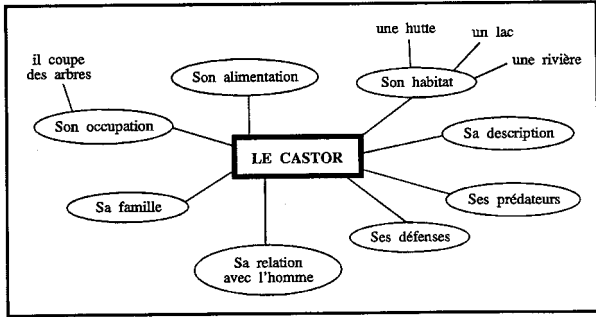 une hutte
un lac
une rivière
il coupe
des arbres
Son alimentation
Son habitat
Son occupation
Sa description
LE CASTOR
Ses prédateurs
Sa famille
Ses défenses
Sa relation
avec l'homme